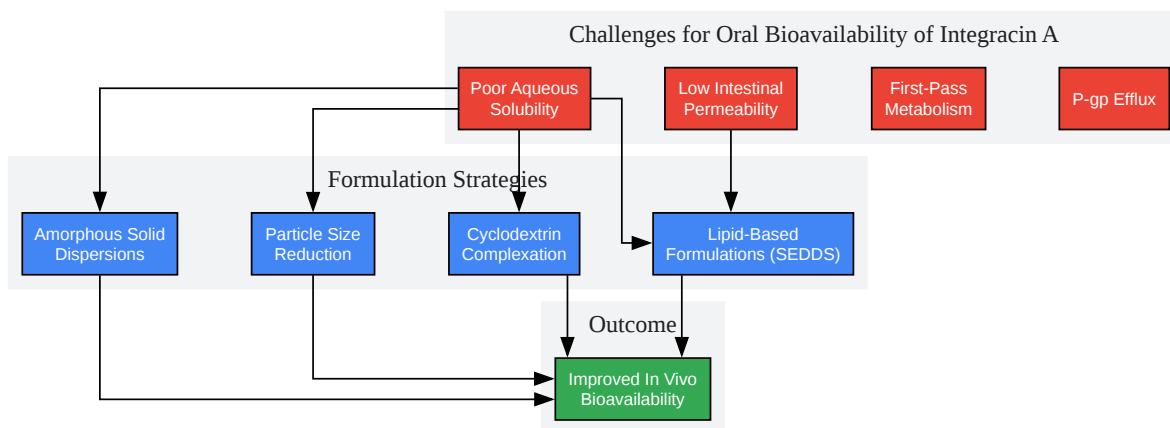 Challenges for Oral Bioavailability of Integracin A
Poor Aqueous
Solubility
Low Intestinal
Permeability
First-Pass
Metabolism
P-gp Efflux
Formulation Strategies
Amorphous Solid
Dispersions
Particle Size
Reduction
Cyclodextrin
Complexation
Lipid-Based
Formulations (SEDDS)
Outcome
Improved In Vivo
Bioavailability